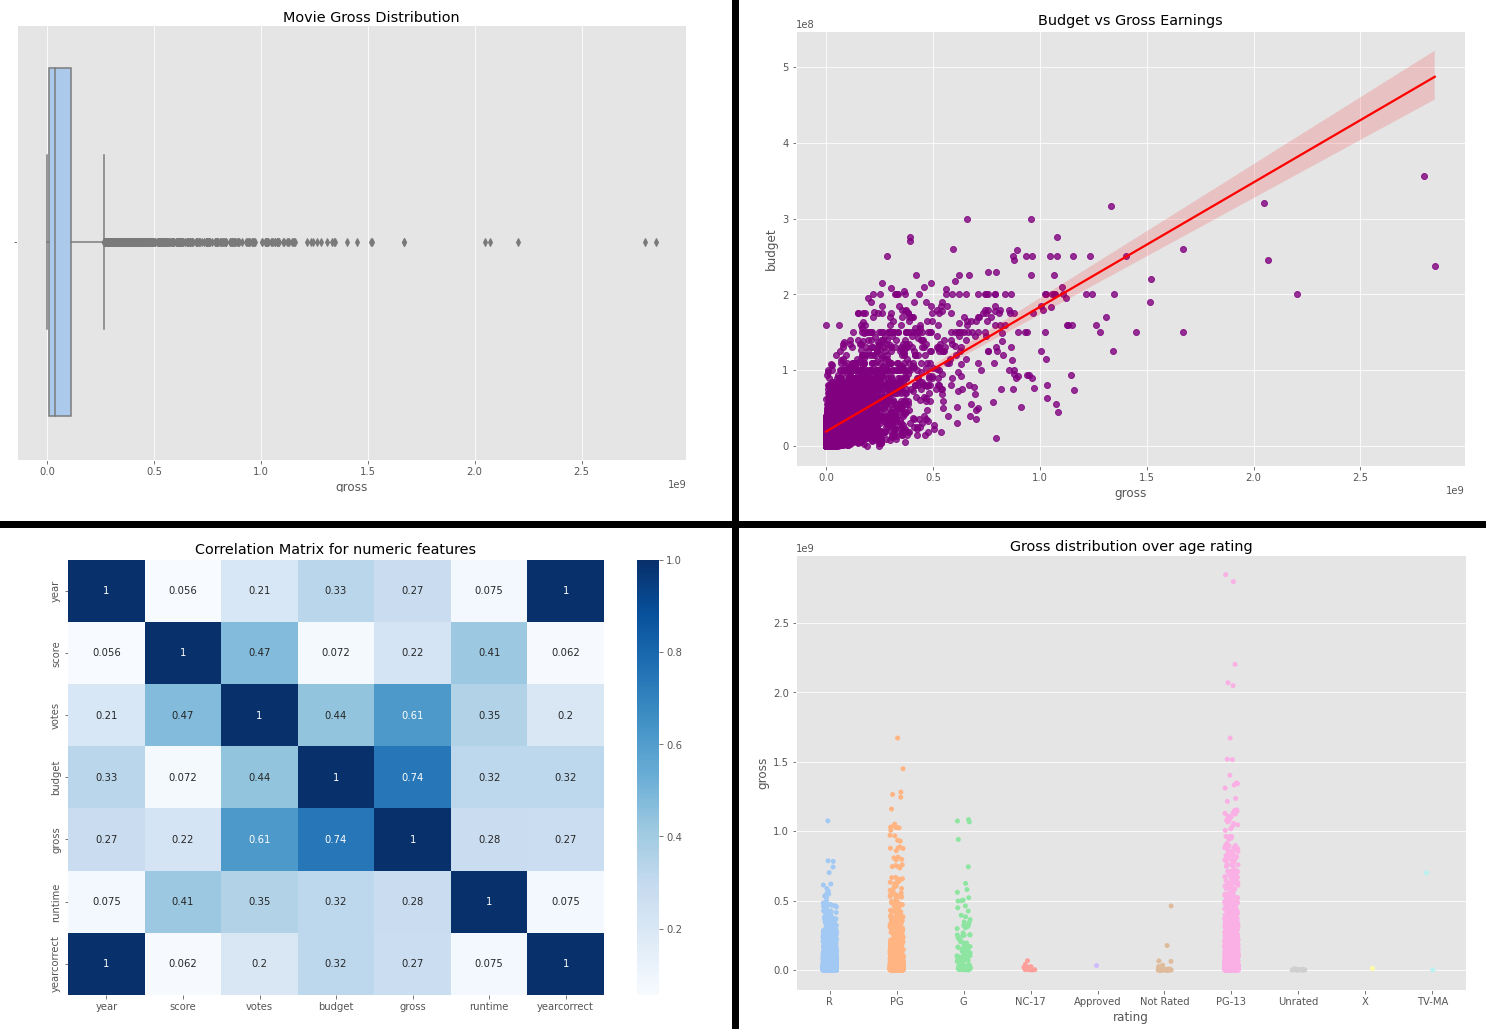 Movie Gross Distribution
0.0 0.5 1.0 1.5 2.0 2.5
1e9
gross
Budget vs Gross Earnings
1e8
5
4
3
2
1
0
budget
0.0 0.5 1.0 1.5 2.0 2.5
1e9
gross
Correlation Matrix for numeric features
year 1 0.056 0.21 0.33 0.27 0.075 1
score 0.056 1 0.47 0.072 0.22 0.41 0.062
votes 0.21 0.47 1 0.44 0.61 0.35 0.2
budget 0.33 0.072 0.44 1 0.74 0.32 0.32
gross 0.27 0.22 0.61 0.74 1 0.28 0.27
runtime 0.075 0.41 0.35 0.32 0.28 1 0.075
yearcorrect 1 0.062 0.2 0.32 0.27 0.075 1
year score votes budget gross runtime yearcorrect
1.0
0.8
0.6
0.4
0.2
Gross distribution over age rating
1e9
2.5
2.0
1.5
1.0
0.5
0.0
gross
R PG G NC-17 Approved Not Rated PG-13 Unrated X TV-MA
rating